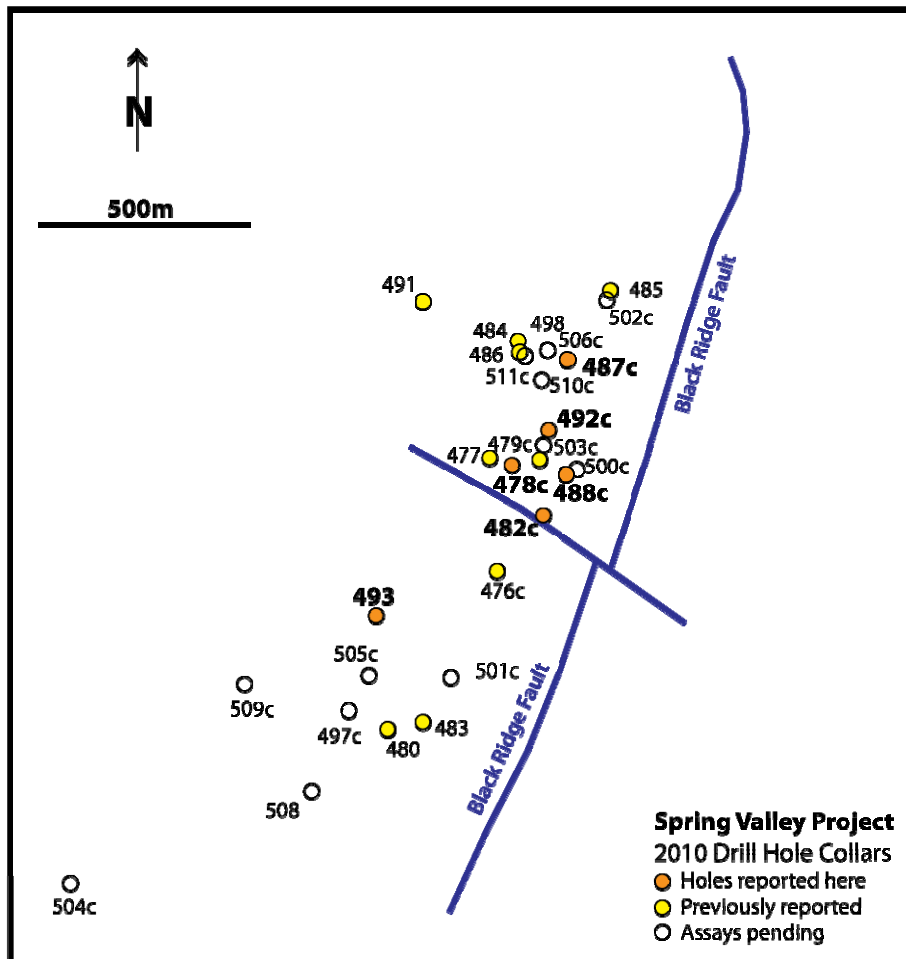 N
500m
491
485
502c
484
498
506c
486
487c
511c
510c
492c
479c
503c
477
500c
478c
488c
482c
476c
493
505c
501c
509c
497c
483
480
508
504c
Black Ridge Fault
Black Ridge Fault
Spring Valley Project
2010 Drill Hole Collars
Holes reported here
Previously reported
Assays pending